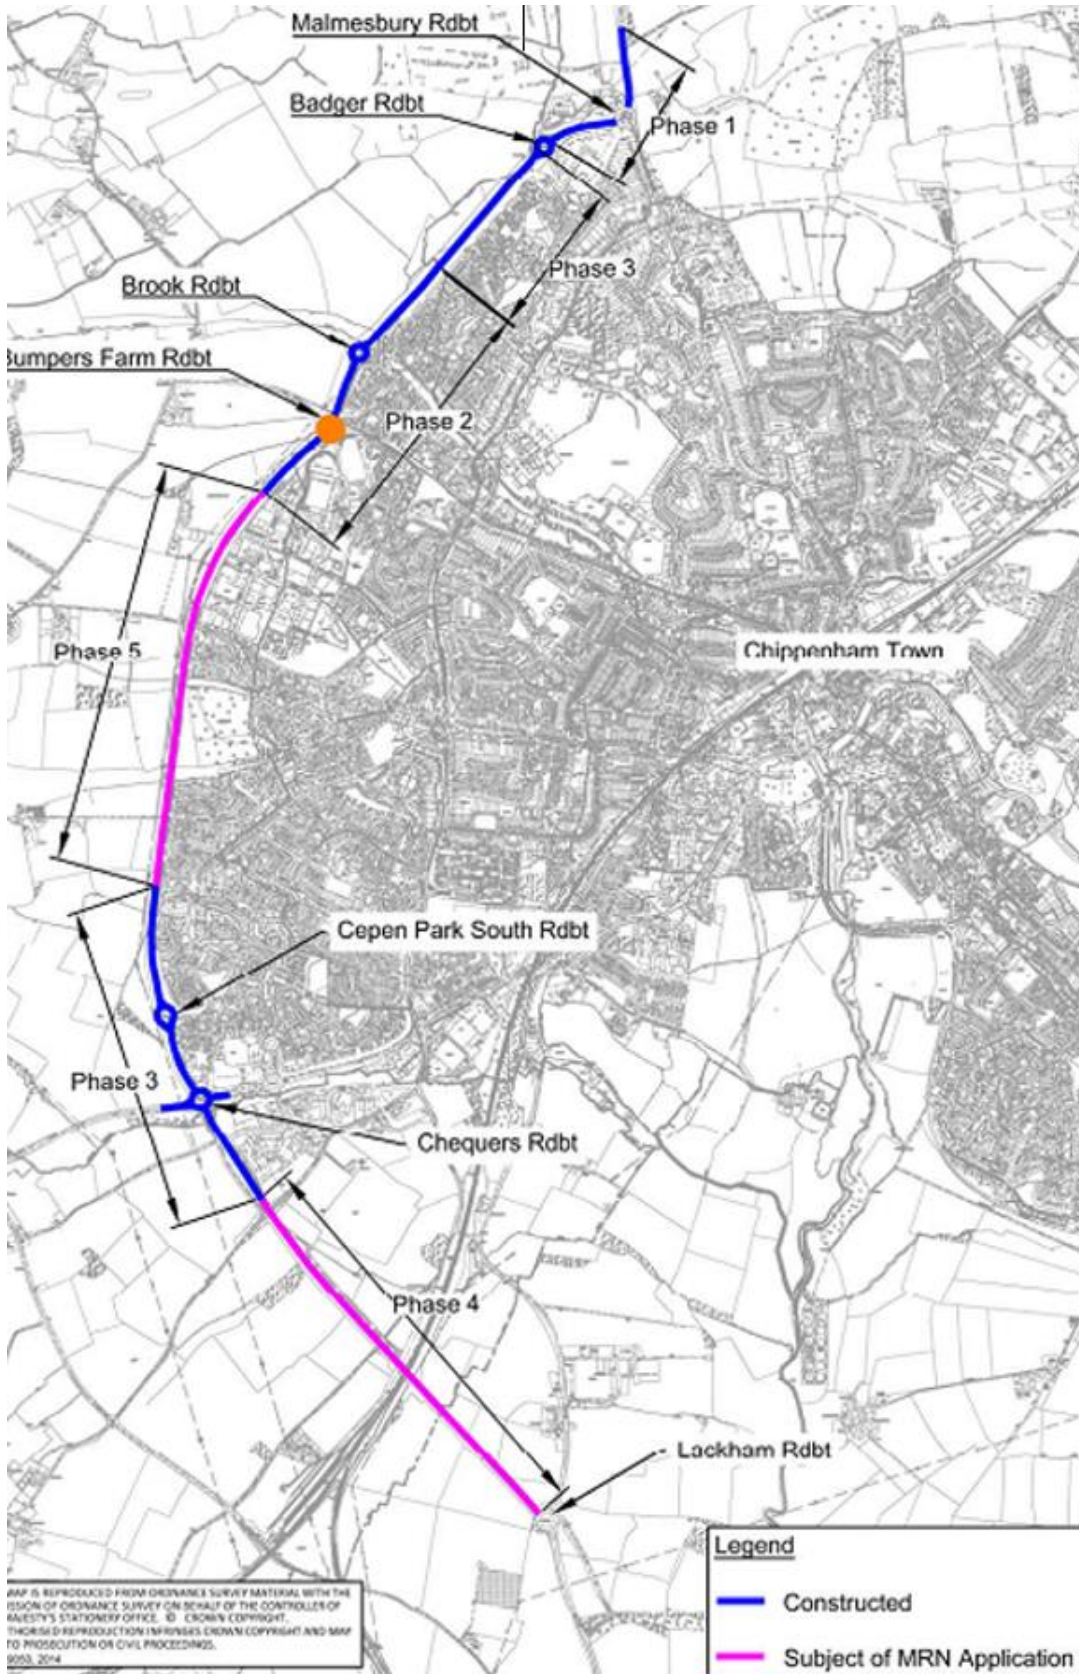 Malmesbury Rdbt
Badger Rdbt
Phase 1
Phase 3
Brook Rdbt
Bumpers Farm Rdbt
Phase 2
Phase 5
Chippenham Town
Cepen Park South Rdbt
Phase 3
Chequers Rdbt
Phase 4
Lackham Rdbt
Legend
Constructed
Subject of MRN Application
MAP IS REPRODUCED FROM ORDNANCE SURVEY MATERIAL WITH THE
SSION OF ORDNANCE SURVEY ON BEHALF OF THE CONTROLLER OF
MAJESTY'S STATIONERY OFFICE. © CROWN COPYRIGHT.
THORISED REPRODUCTION INFRINGES CROWN COPYRIGHT AND MAY
TO PROSECUTION OR CIVIL PROCEEDINGS.
2014